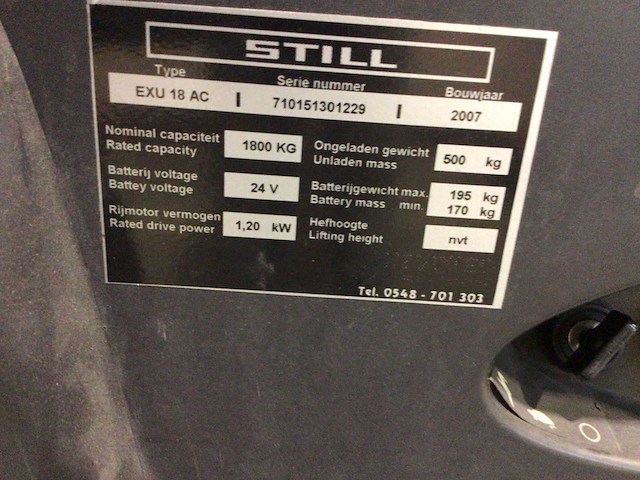 STILL
Type Serie nummer Bouwjaar
EXU 18 AC | 710151301229 | 2007
Nominal capaciteit
Rated capacity
1800 KG
Ongeladen gewicht
Unladen mass
500 kg
Batterij voltage
Battey voltage
24 V
Batterijgewicht max.
Battery mass min.
195 kg
170 kg
Rijmotor vermogen
Rated drive power
1,20 kW
Hefhoogte
Lifting height
nvt
Tel. 0548 - 701 303